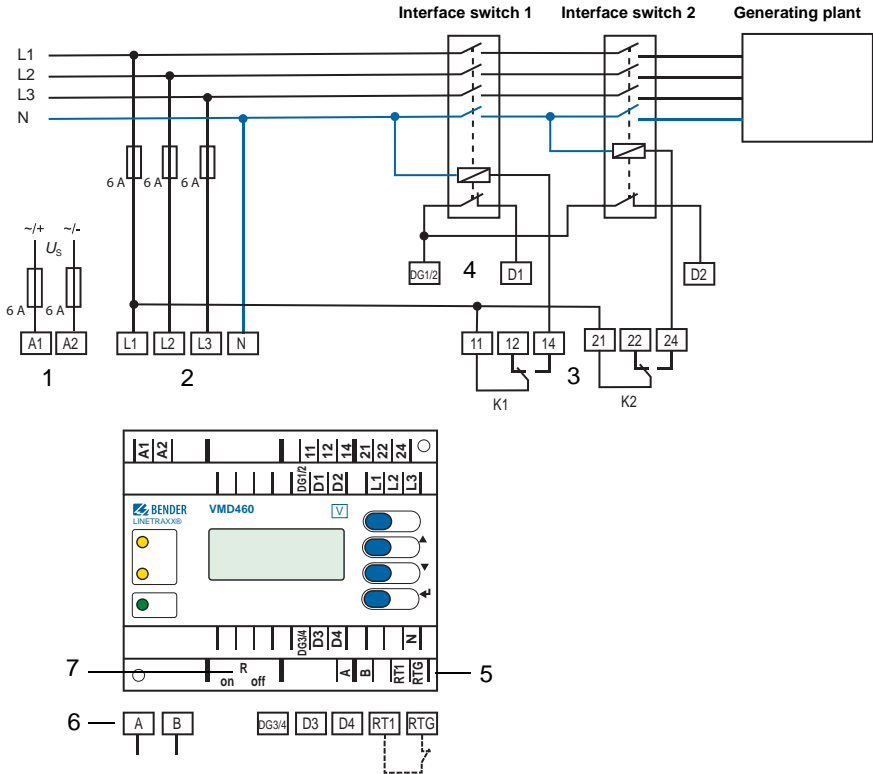 Interface switch 1 Interface switch 2 Generating plant
L1
L2
L3
N
6 A 6 A 6 A
~/+ ~/-
US
6 A 6 A
DG1/2 4 D1 D2
A1 A2 L1 L2 L3 N 11 12 14 21 22 24
1 2 3
K1 K2
A1 A2 11 12 14 21 22 24
DG1/2 D1 D2 L1 L2 L3
BENDER VMD460 V
LINETRAXX®
DG3/4 D3 D4 N
7 R A B RT1 RTG 5
on off
6 A B DG3/4 D3 D4 RT1 RTG